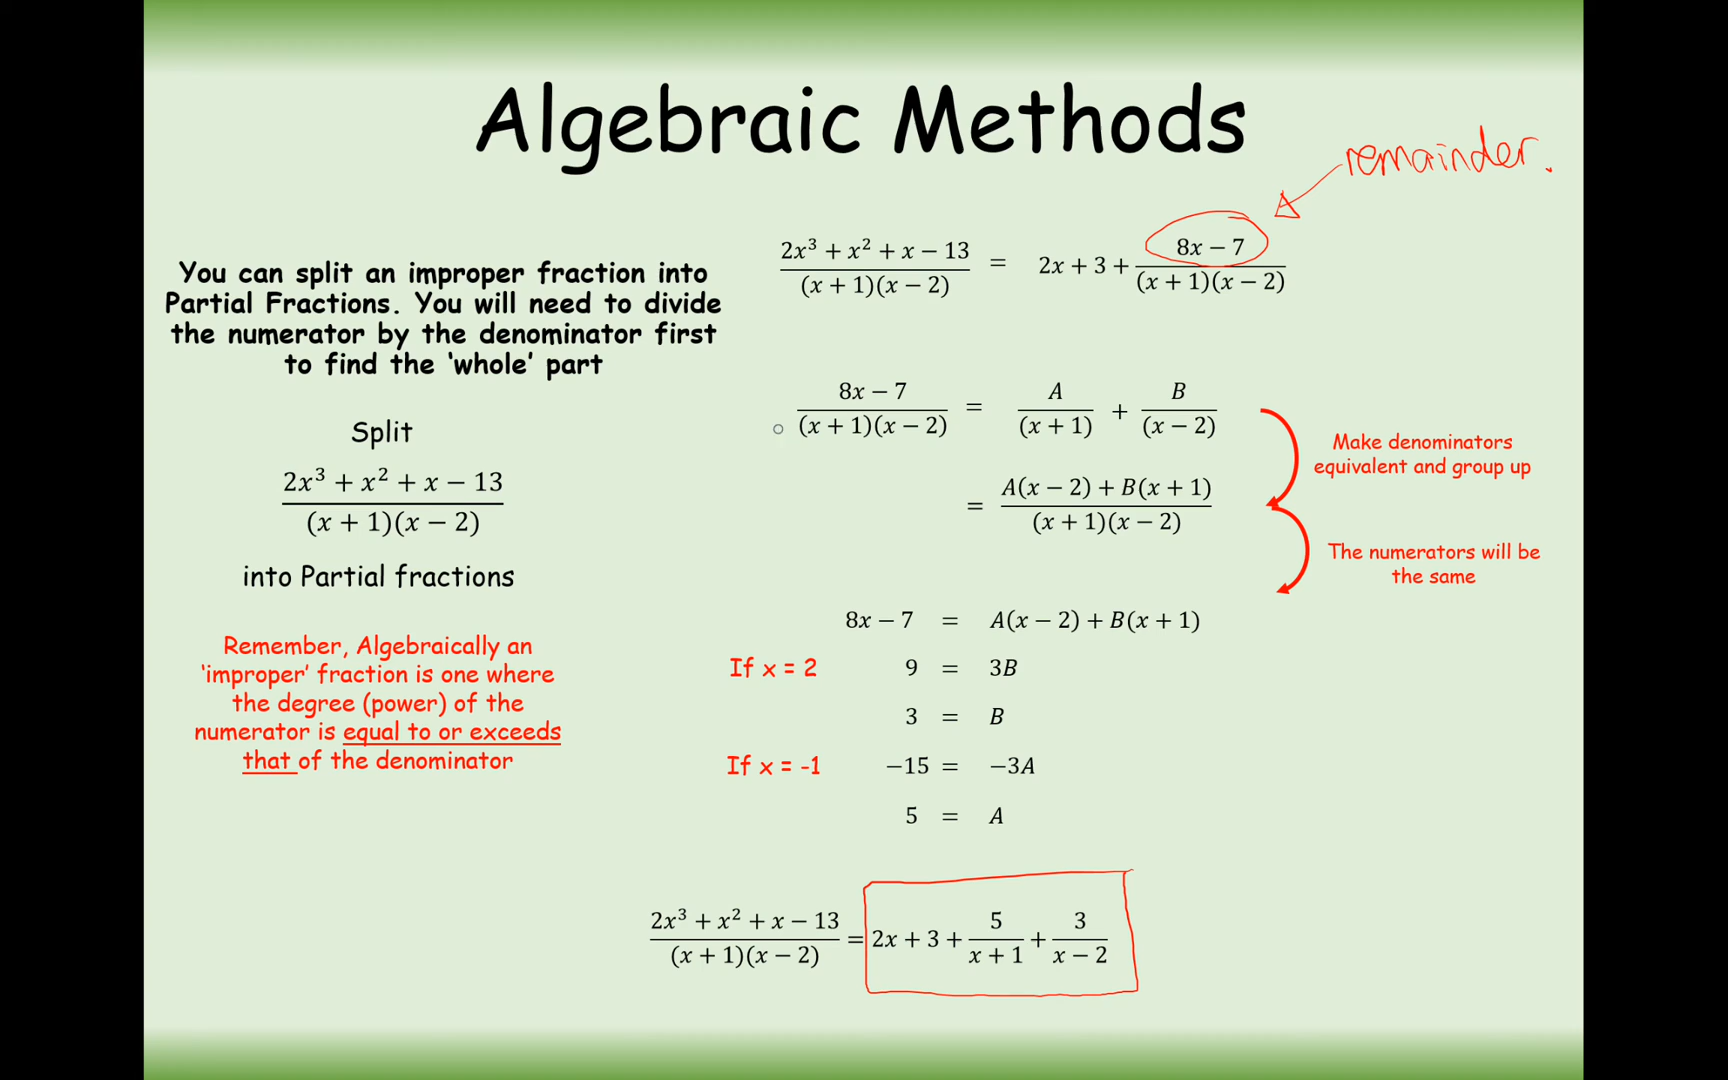 Algebraic Methods
remainder.
You can split an improper fraction into
Partial Fractions. You will need to divide
the numerator by the denominator first
to find the ‘whole’ part
Split
2x³ + x² + x − 13
(x + 1)(x − 2)
into Partial fractions
Remember, Algebraically an
‘improper’ fraction is one where
the degree (power) of the
numerator is equal to or exceeds
that of the denominator
2x³ + x² + x − 13 / (x + 1)(x − 2) = 2x + 3 + 8x − 7 / (x + 1)(x − 2)
8x − 7 / (x + 1)(x − 2) = A / (x + 1) + B / (x − 2)
Make denominators
equivalent and group up
= A(x − 2) + B(x + 1) / (x + 1)(x − 2)
The numerators will be
the same
8x − 7 = A(x − 2) + B(x + 1)
If x = 2 9 = 3B
3 = B
If x = -1 −15 = −3A
5 = A
2x³ + x² + x − 13 / (x + 1)(x − 2) = 2x + 3 + 5 / x + 1 + 3 / x − 2